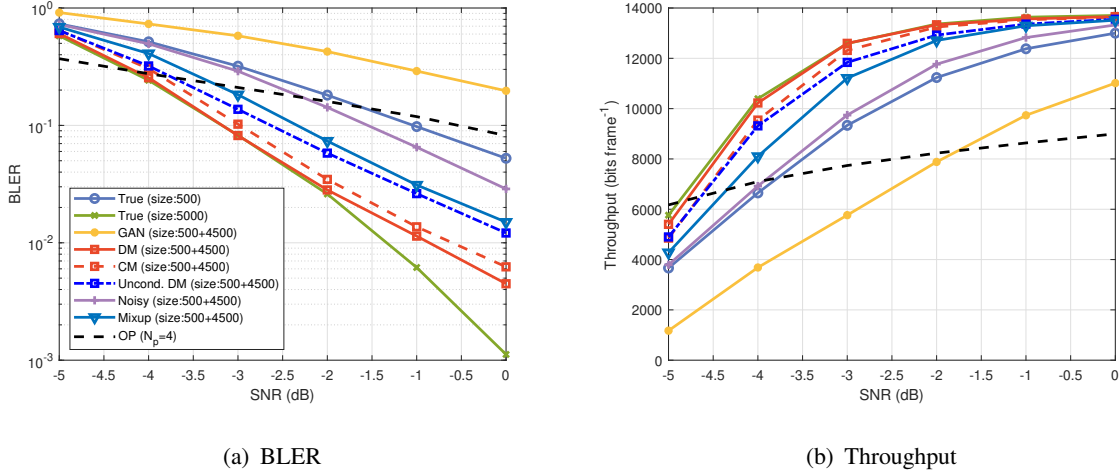 10^0
10^-1
10^-2
10^-3
BLER
True (size:500)
True (size:5000)
GAN (size:500+4500)
DM (size:500+4500)
CM (size:500+4500)
Uncond. DM (size:500+4500)
Noisy (size:500+4500)
Mixup (size:500+4500)
OP (N_p=4)
-5 -4.5 -4 -3.5 -3 -2.5 -2 -1.5 -1 -0.5 0
SNR (dB)
(a) BLER
14000
12000
10000
8000
6000
4000
2000
0
Throughput (bits frame^-1)
-5 -4.5 -4 -3.5 -3 -2.5 -2 -1.5 -1 -0.5 0
SNR (dB)
(b) Throughput